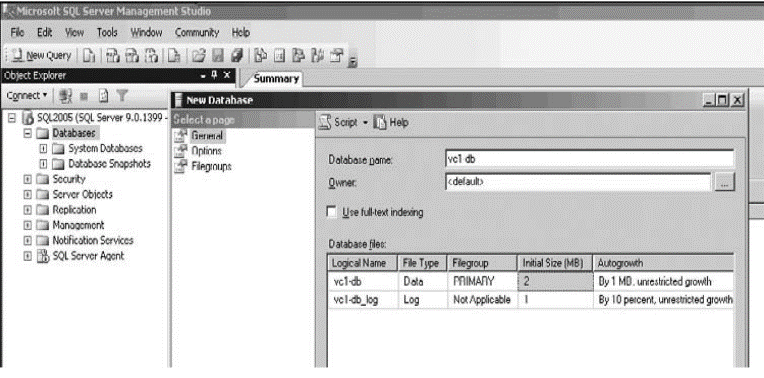 Microsoft SQL Server Management Studio
File Edit View Tools Window Community Help
New Query
Object Explorer
Summary
Connect
SQL2005 (SQL Server 9.0.1399 -
Databases
System Databases
Database Snapshots
Security
Server Objects
Replication
Management
Notification Services
SQL Server Agent
New Database
Select a page
General
Options
Filegroups
Script Help
Database name: vc1-db
Owner: <default>
...
Use full-text indexing
Database files:
Logical Name File Type Filegroup Initial Size (MB) Autogrowth
vc1-db Data PRIMARY 2 By 1 MB, unrestricted growth
vc1-db_log Log Not Applicable 1 By 10 percent, unrestricted growth